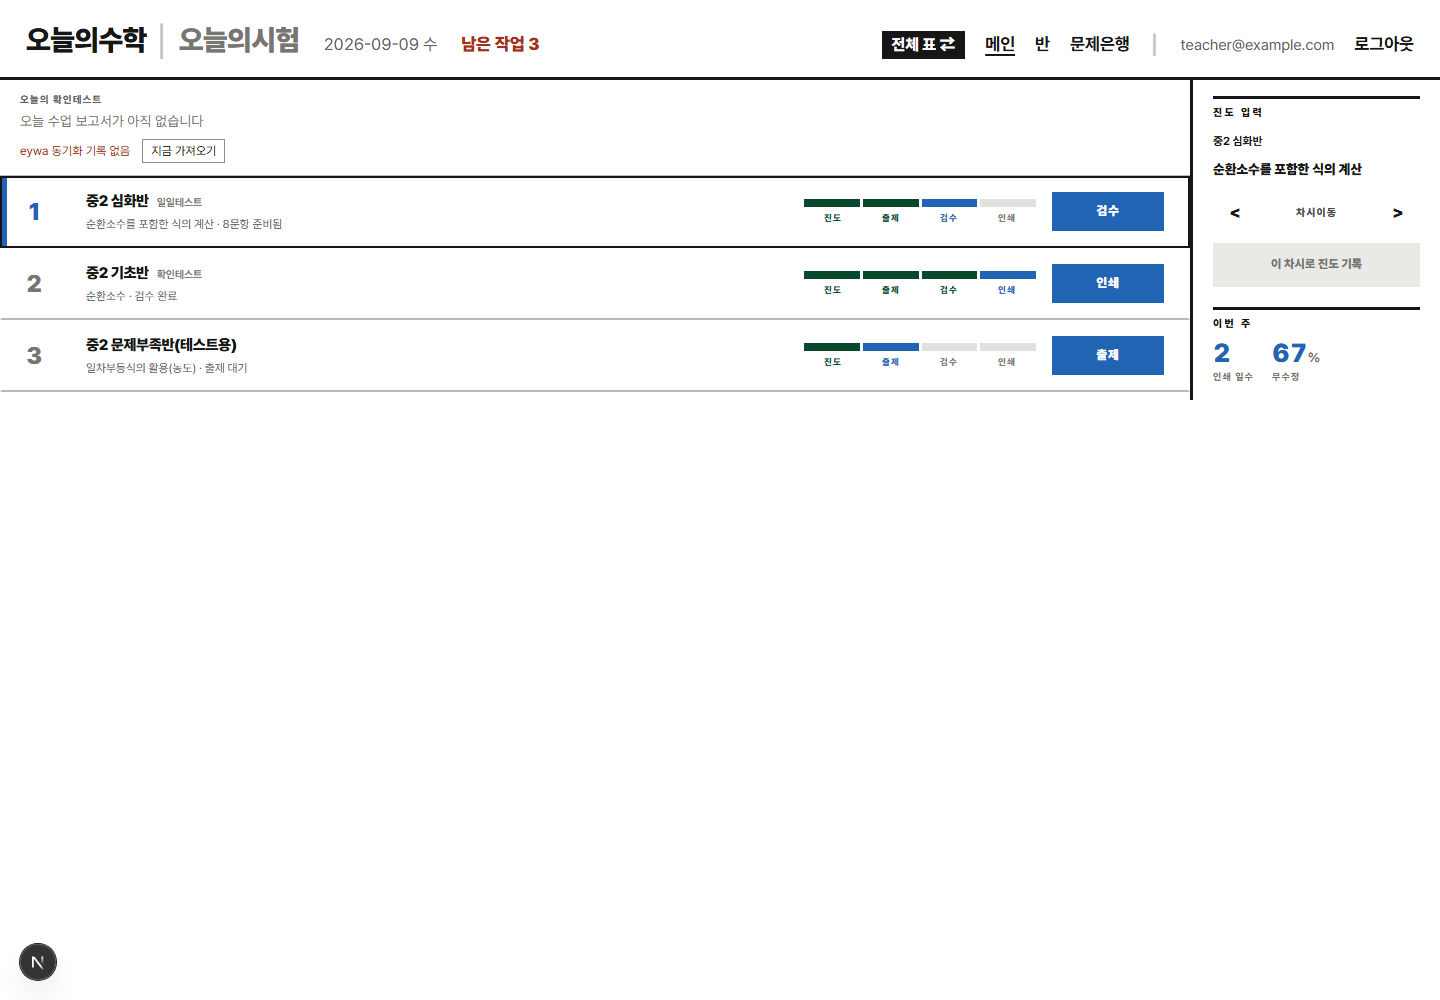 오늘의수학 오늘의시험 2026-09-09 수 남은 작업 3 전체 표 ⇄ 메인 반 문제은행 teacher@example.com 로그아웃
오늘의 확인테스트
오늘 수업 보고서가 아직 없습니다
eywa 동기화 기록 없음 지금 가져오기
1 중2 심화반 일일테스트
순환소수를 포함한 식의 계산 · 8문항 준비됨
진도 출제 검수 인쇄
검수
2 중2 기초반 확인테스트
순환소수 · 검수 완료
진도 출제 검수 인쇄
인쇄
3 중2 문제부족반(테스트용)
일차부등식의 활용(농도) · 출제 대기
진도 출제 검수 인쇄
출제
진도 입력
중2 심화반
순환소수를 포함한 식의 계산
< 차시이동 >
이 차시로 진도 기록
이번 주
2 67%
인쇄 일수 무수정
N